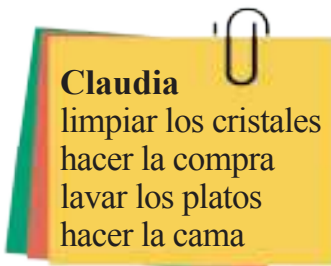 Claudia
limpiar los cristales
hacer la compra
lavar los platos
hacer la cama